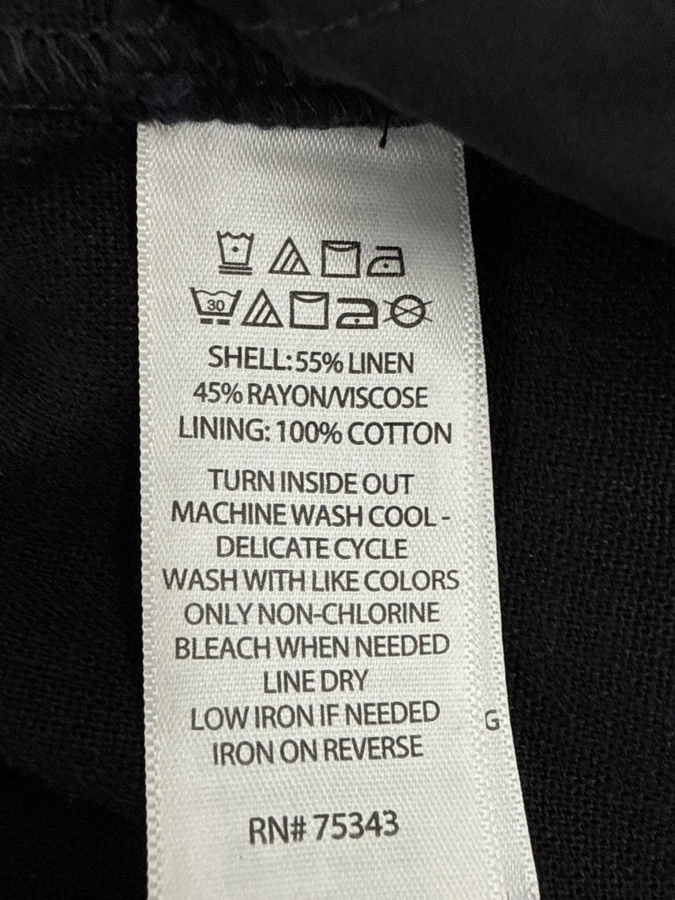 30
SHELL: 55% LINEN
45% RAYON/VISCOSE
LINING: 100% COTTON
TURN INSIDE OUT
MACHINE WASH COOL -
DELICATE CYCLE
WASH WITH LIKE COLORS
ONLY NON-CHLORINE
BLEACH WHEN NEEDED
LINE DRY
LOW IRON IF NEEDED
IRON ON REVERSE
G
RN# 75343